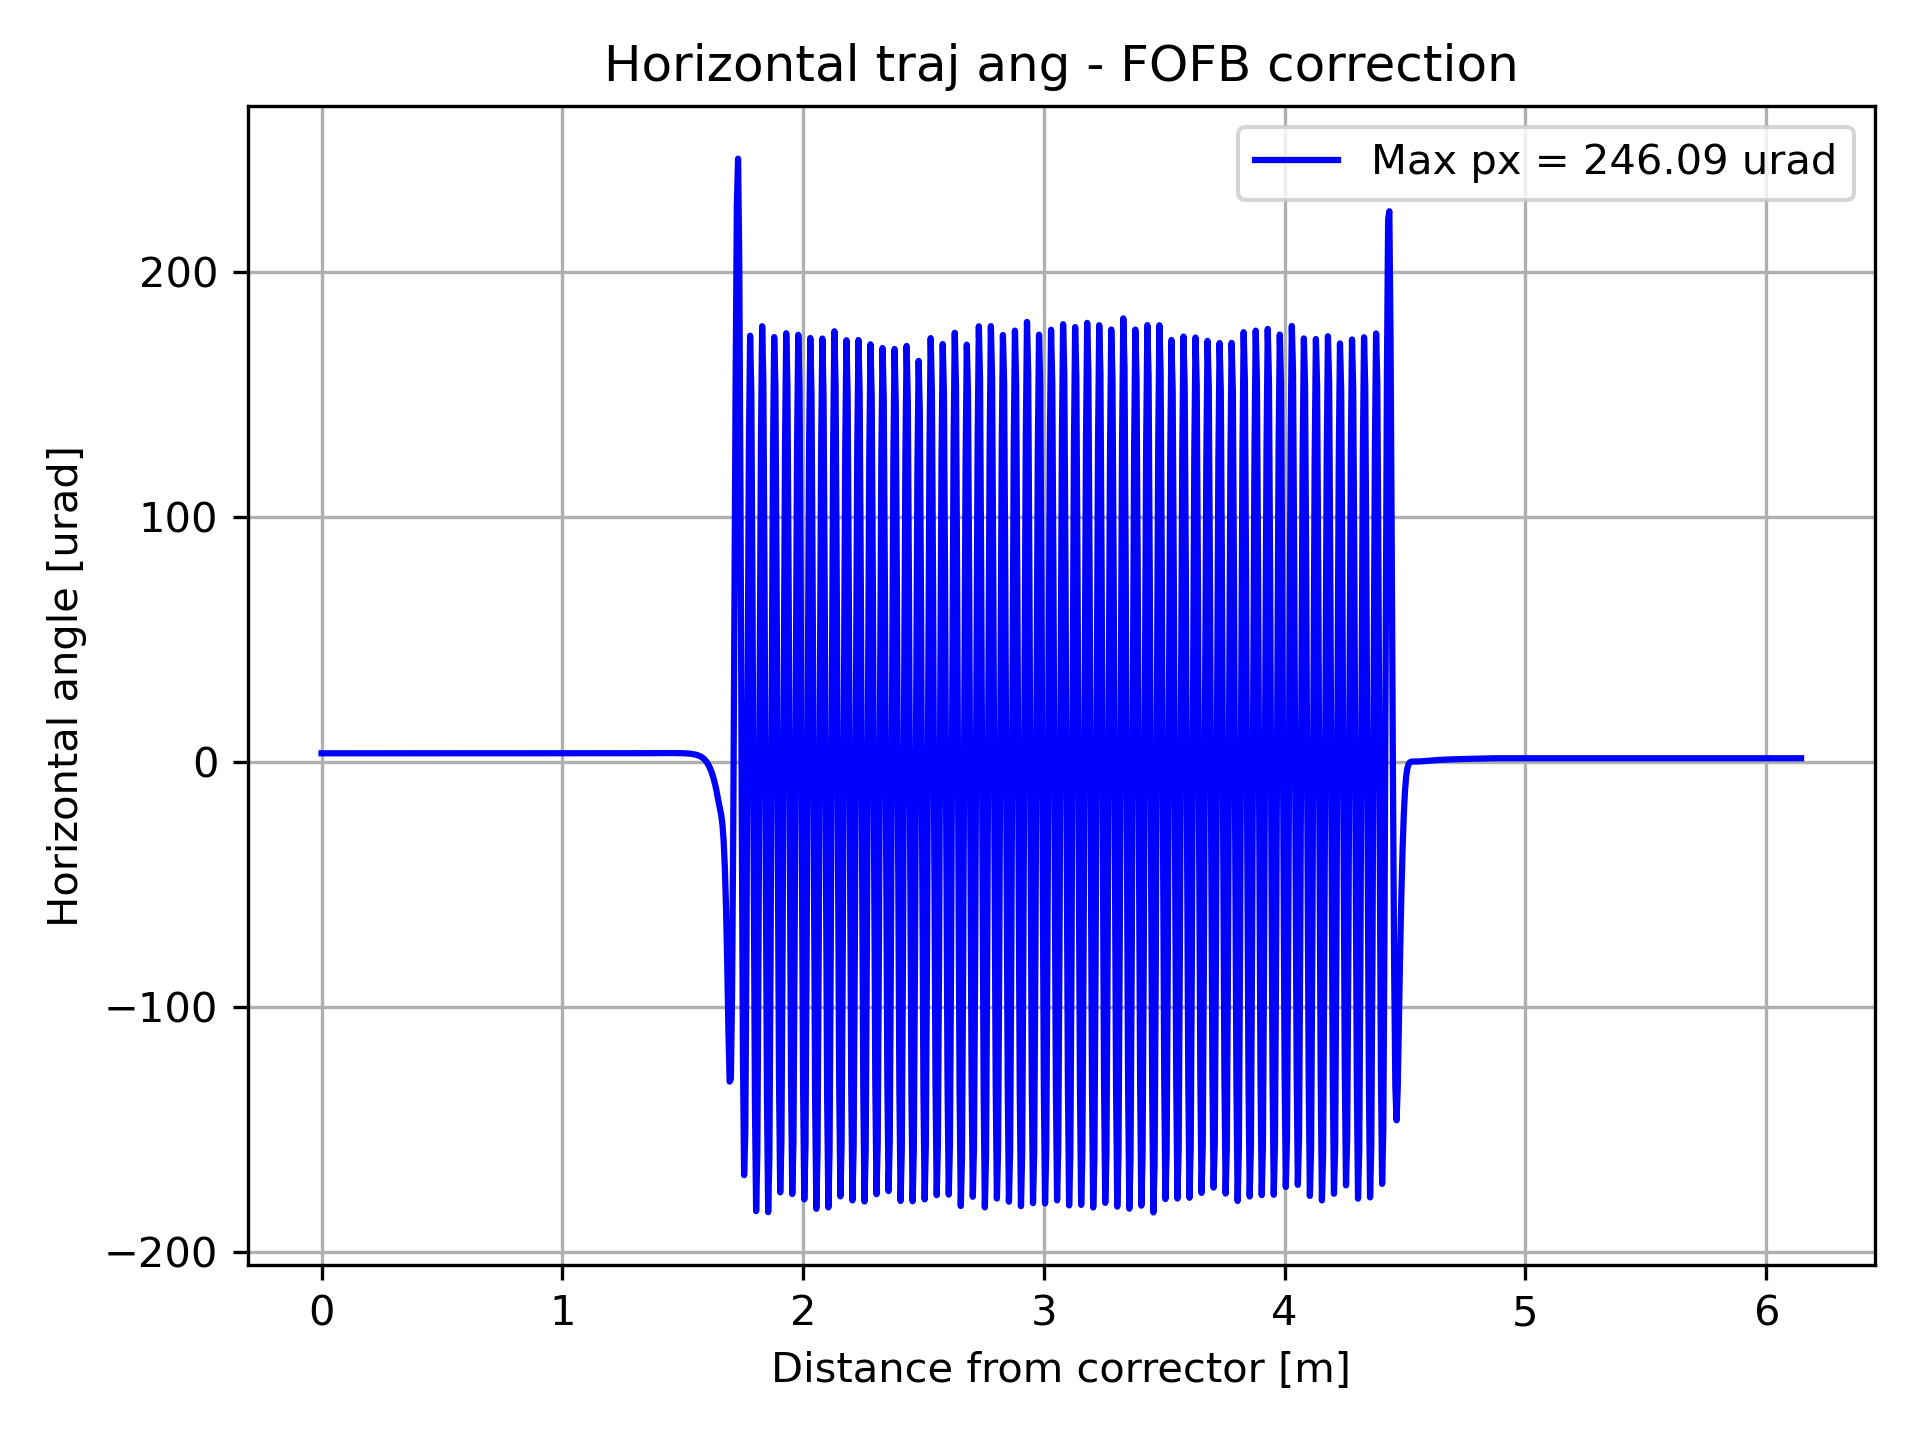 Horizontal traj ang - FOFB correction
Max px = 246.09 urad
Horizontal angle [urad]
200
100
0
−100
−200
0 1 2 3 4 5 6
Distance from corrector [m]